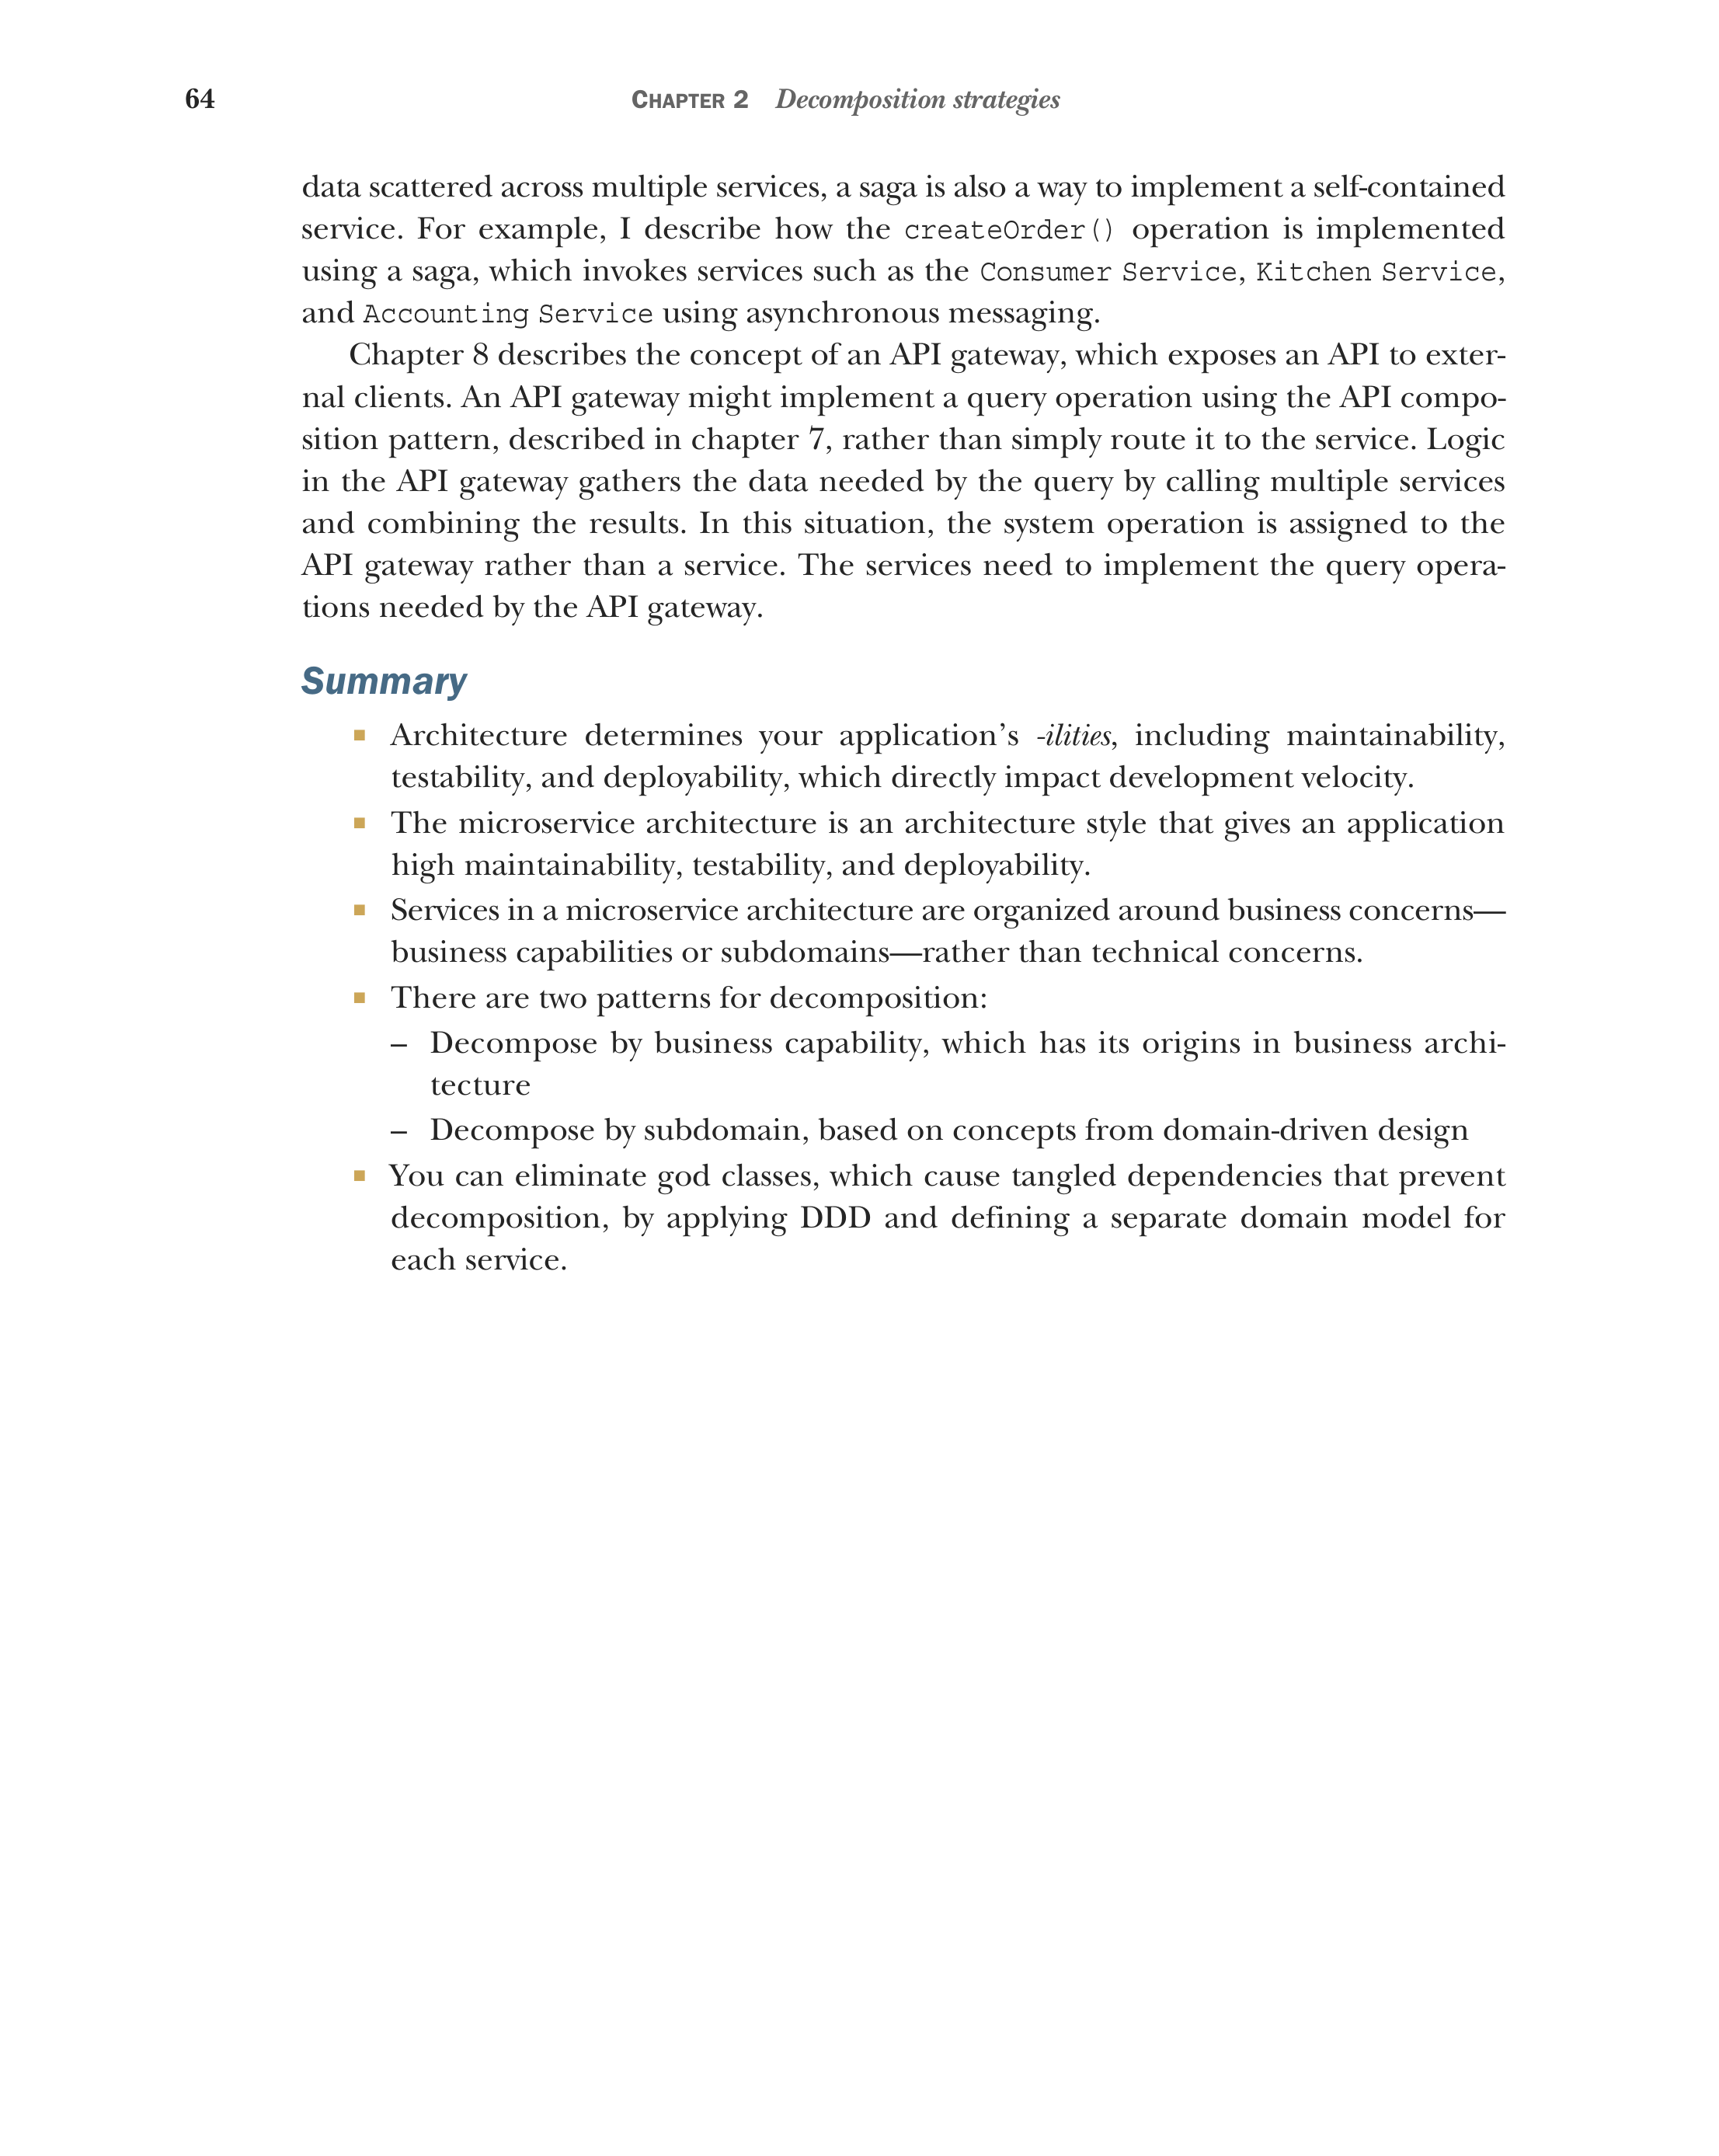 64 CHAPTER 2 Decomposition strategies
data scattered across multiple services, a saga is also a way to implement a self-contained
service. For example, I describe how the createOrder() operation is implemented
using a saga, which invokes services such as the Consumer Service, Kitchen Service,
and Accounting Service using asynchronous messaging.
Chapter 8 describes the concept of an API gateway, which exposes an API to exter-
nal clients. An API gateway might implement a query operation using the API compo-
sition pattern, described in chapter 7, rather than simply route it to the service. Logic
in the API gateway gathers the data needed by the query by calling multiple services
and combining the results. In this situation, the system operation is assigned to the
API gateway rather than a service. The services need to implement the query opera-
tions needed by the API gateway.
Summary
■ Architecture determines your application’s -ilities, including maintainability,
testability, and deployability, which directly impact development velocity.
■ The microservice architecture is an architecture style that gives an application
high maintainability, testability, and deployability.
■ Services in a microservice architecture are organized around business concerns—
business capabilities or subdomains—rather than technical concerns.
■ There are two patterns for decomposition:
– Decompose by business capability, which has its origins in business archi-
tecture
– Decompose by subdomain, based on concepts from domain-driven design
■ You can eliminate god classes, which cause tangled dependencies that prevent
decomposition, by applying DDD and defining a separate domain model for
each service.